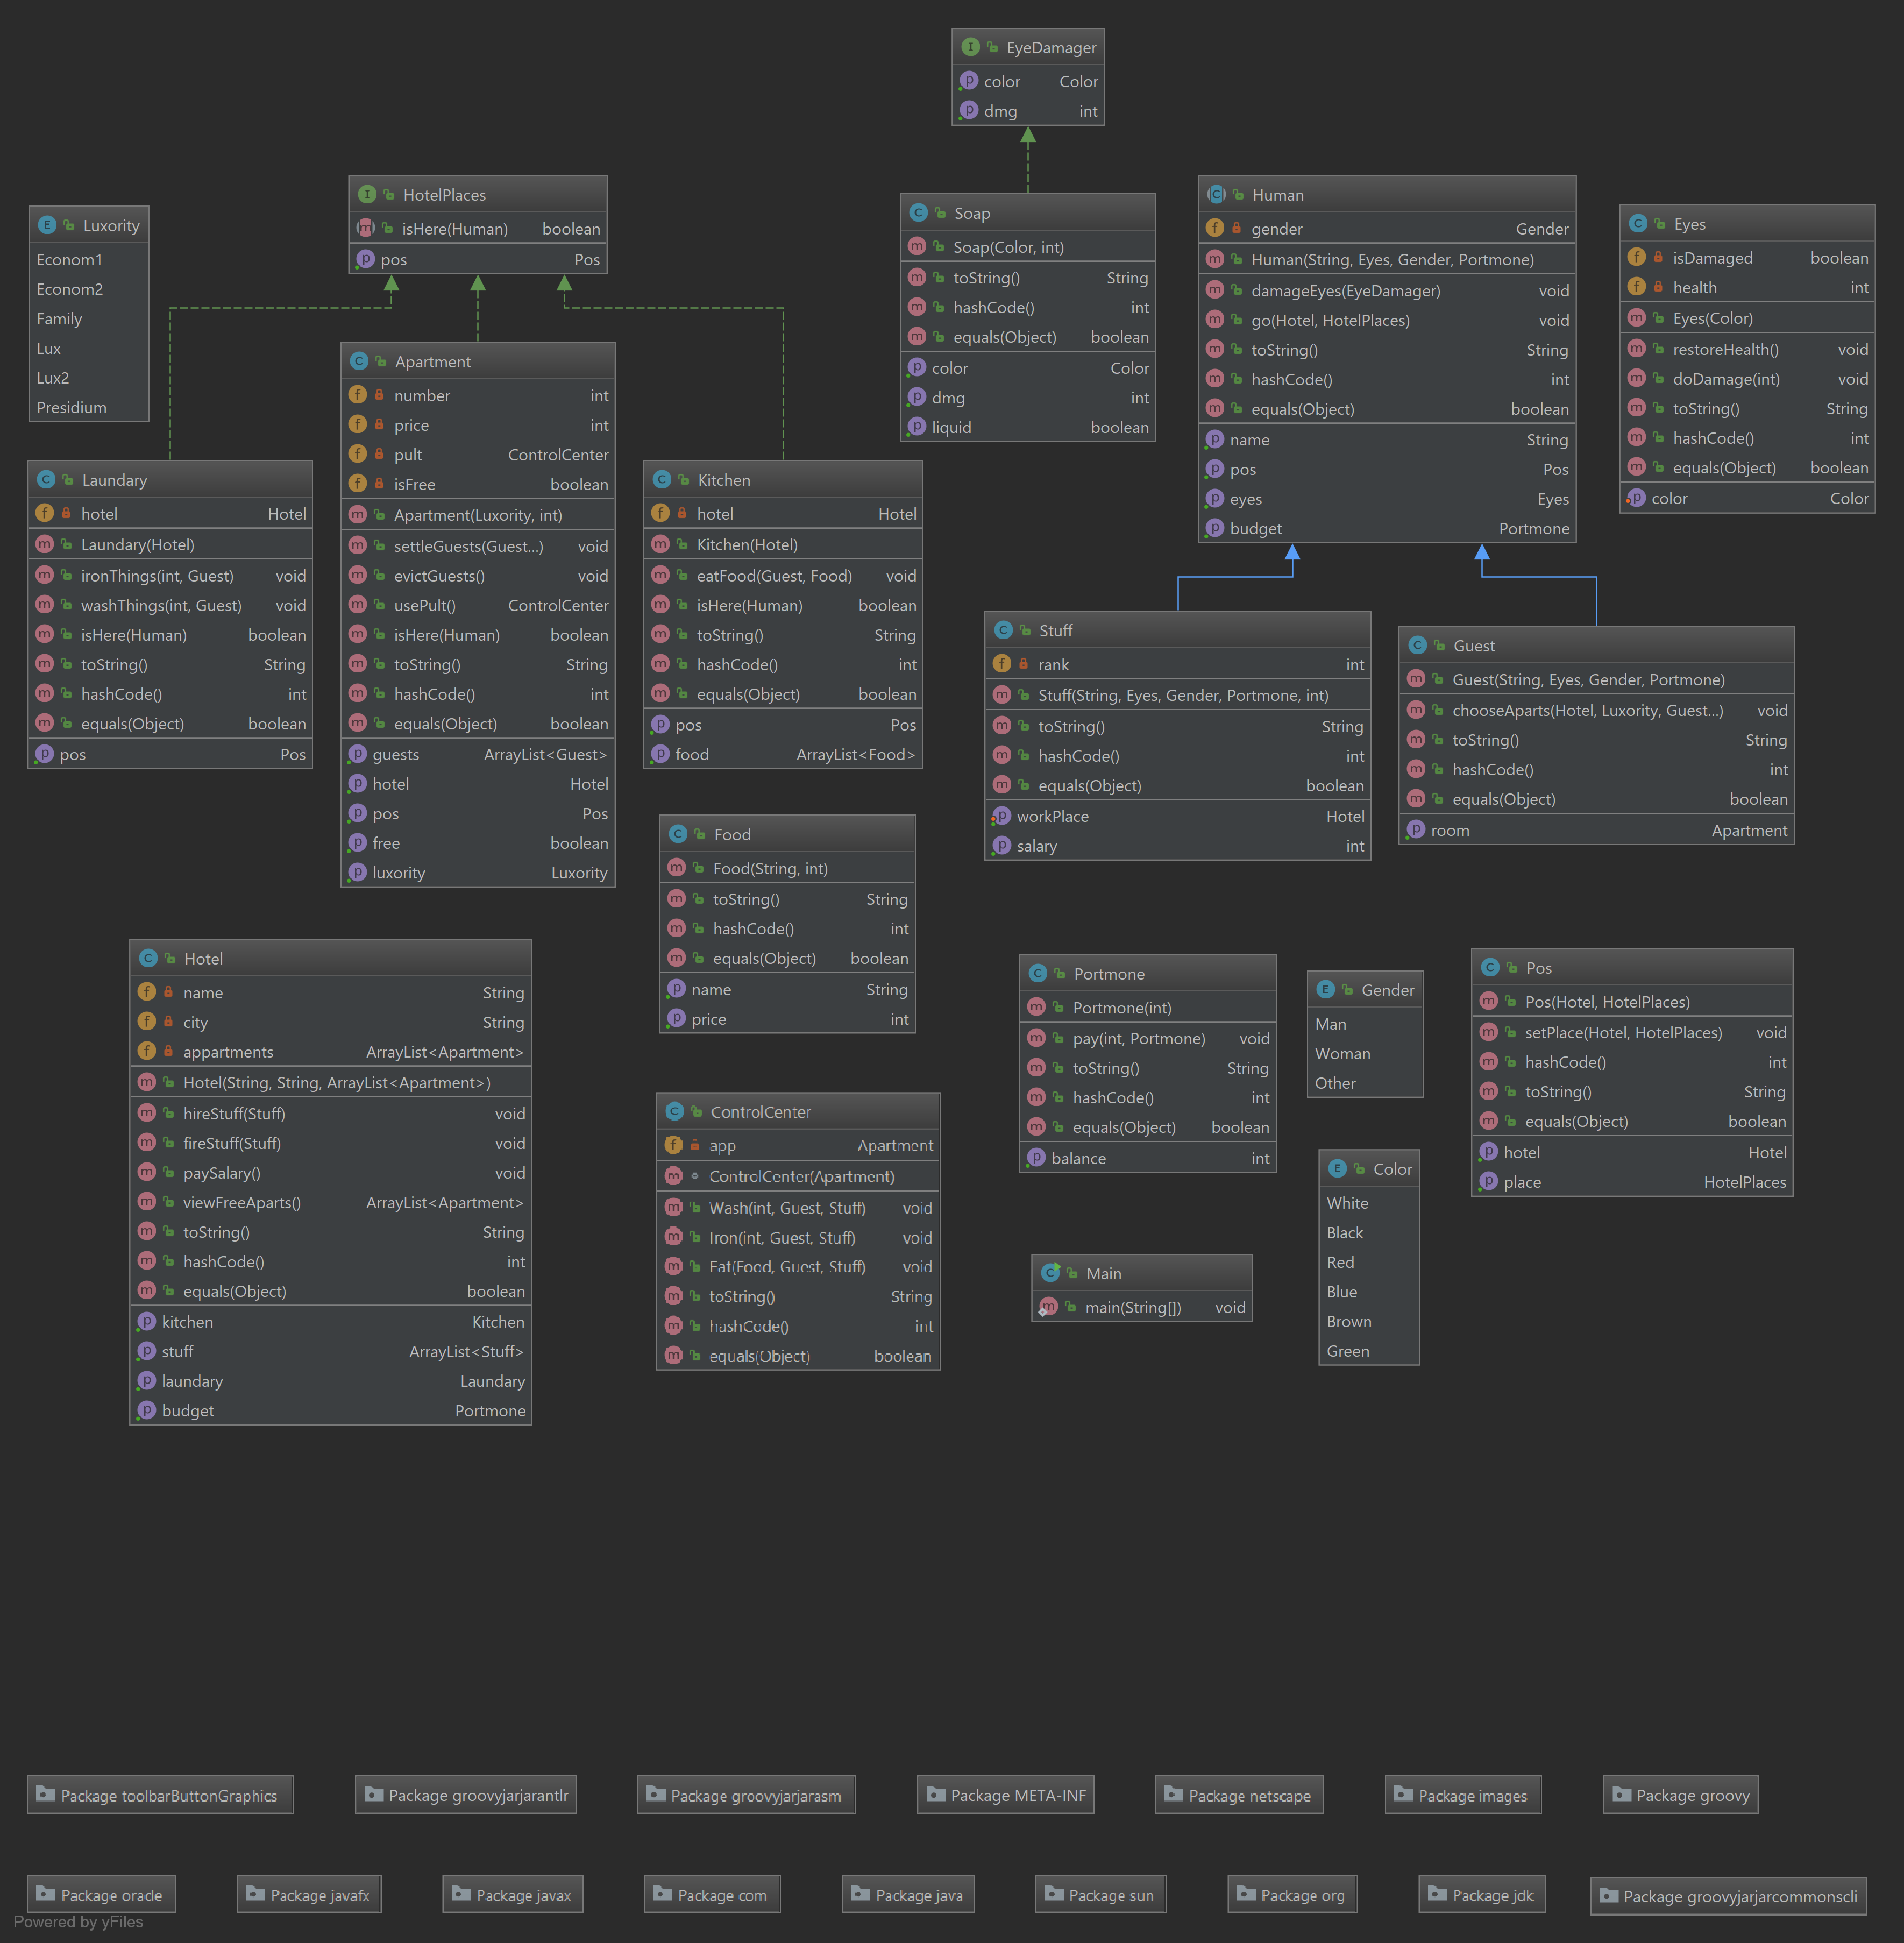 EyeDamager
color Color
dmg int
HotelPlaces
isHere(Human) boolean
pos Pos
Luxority
Econom1
Econom2
Family
Lux
Lux2
Presidium
Soap
Soap(Color, int)
toString() String
hashCode() int
equals(Object) boolean
color Color
dmg int
liquid boolean
Human
gender Gender
Human(String, Eyes, Gender, Portmone)
damageEyes(EyeDamager) void
go(Hotel, HotelPlaces) void
toString() String
hashCode() int
equals(Object) boolean
name String
pos Pos
eyes Eyes
budget Portmone
Eyes
isDamaged boolean
health int
Eyes(Color)
restoreHealth() void
doDamage(int) void
toString() String
hashCode() int
equals(Object) boolean
color Color
Laundary
hotel Hotel
Laundary(Hotel)
ironThings(int, Guest) void
washThings(int, Guest) void
isHere(Human) boolean
toString() String
hashCode() int
equals(Object) boolean
pos Pos
Apartment
number int
price int
pult ControlCenter
isFree boolean
Apartment(Luxority, int)
settleGuests(Guest...) void
evictGuests() void
usePult() ControlCenter
isHere(Human) boolean
toString() String
hashCode() int
equals(Object) boolean
guests ArrayList<Guest>
hotel Hotel
pos Pos
free boolean
luxority Luxority
Kitchen
hotel Hotel
Kitchen(Hotel)
eatFood(Guest, Food) void
isHere(Human) boolean
toString() String
hashCode() int
equals(Object) boolean
pos Pos
food ArrayList<Food>
Stuff
rank int
Stuff(String, Eyes, Gender, Portmone, int)
toString() String
hashCode() int
equals(Object) boolean
workPlace Hotel
salary int
Guest
Guest(String, Eyes, Gender, Portmone)
chooseAparts(Hotel, Luxority, Guest...) void
toString() String
hashCode() int
equals(Object) boolean
room Apartment
Food
Food(String, int)
toString() String
hashCode() int
equals(Object) boolean
name String
price int
Hotel
name String
city String
appartments ArrayList<Apartment>
Hotel(String, String, ArrayList<Apartment>)
hireStuff(Stuff) void
fireStuff(Stuff) void
paySalary() void
viewFreeAparts() ArrayList<Apartment>
toString() String
hashCode() int
equals(Object) boolean
kitchen Kitchen
stuff ArrayList<Stuff>
laundary Laundary
budget Portmone
ControlCenter
app Apartment
ControlCenter(Apartment)
Wash(int, Guest, Stuff) void
Iron(int, Guest, Stuff) void
Eat(Food, Guest, Stuff) void
toString() String
hashCode() int
equals(Object) boolean
Portmone
Portmone(int)
pay(int, Portmone) void
toString() String
hashCode() int
equals(Object) boolean
balance int
Gender
Man
Woman
Other
Pos
Pos(Hotel, HotelPlaces)
setPlace(Hotel, HotelPlaces) void
hashCode() int
toString() String
equals(Object) boolean
hotel Hotel
place HotelPlaces
Color
White
Black
Red
Blue
Brown
Green
Main
main(String[]) void
Package toolbarButtonGraphics
Package groovyjarjarantlr
Package groovyjarjarasm
Package META-INF
Package netscape
Package images
Package groovy
Package oracle
Package javafx
Package javax
Package com
Package java
Package sun
Package org
Package jdk
Package groovyjarjarcommonscli
Powered by yFiles